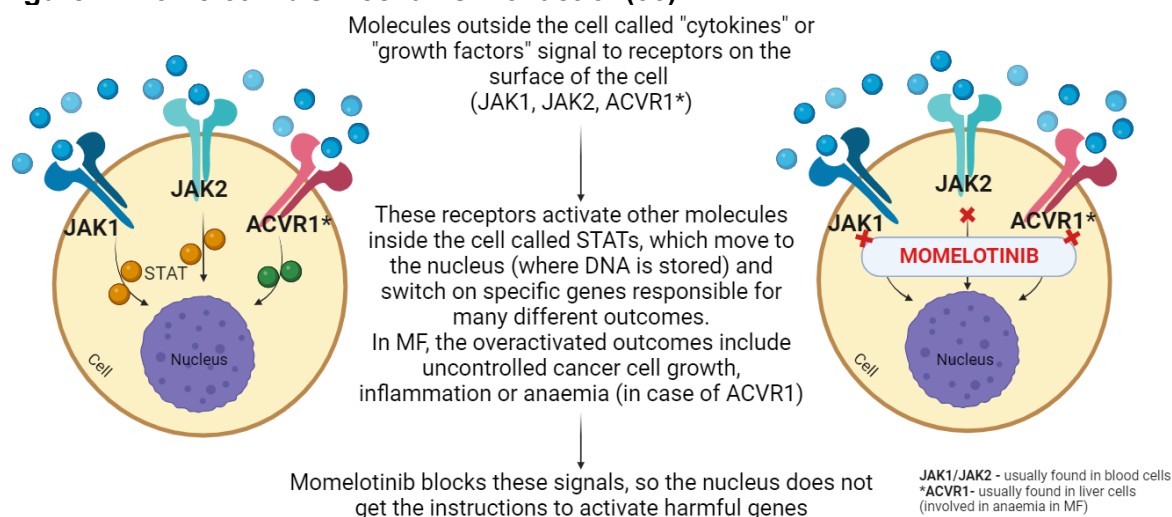 Molecules outside the cell called "cytokines" or
"growth factors" signal to receptors on the
surface of the cell
(JAK1, JAK2, ACVR1*)
JAK2
JAK1
ACVR1*
STAT
Nucleus
Cell
These receptors activate other molecules
inside the cell called STATs, which move to
the nucleus (where DNA is stored) and
switch on specific genes responsible for
many different outcomes.
In MF, the overactivated outcomes include
uncontrolled cancer cell growth,
inflammation or anaemia (in case of ACVR1)
JAK2
JAK1
ACVR1*
MOMELOTINIB
Nucleus
Cell
Momelotinib blocks these signals, so the nucleus does not
get the instructions to activate harmful genes
JAK1/JAK2 - usually found in blood cells
*ACVR1- usually found in liver cells
(involved in anaemia in MF)